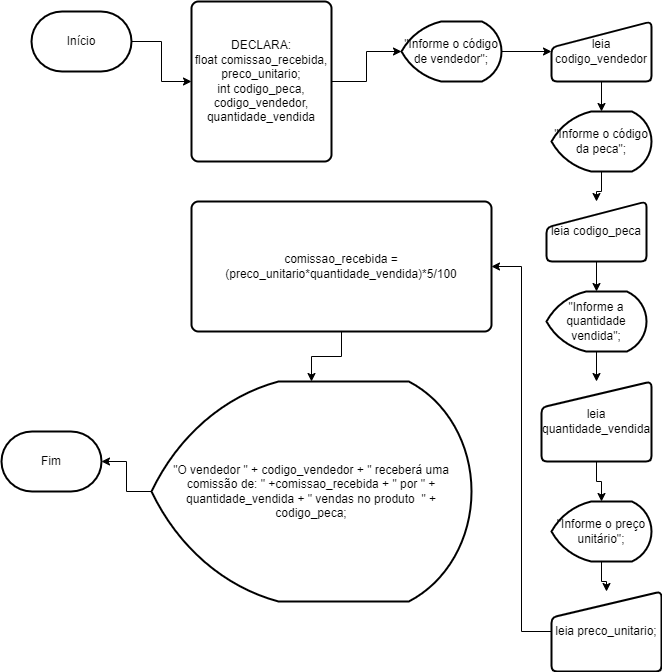 Início
DECLARA:
float comissao_recebida,
preco_unitario;
int codigo_peca,
codigo_vendedor,
quantidade_vendida
"Informe o código
de vendedor";
leia
codigo_vendedor
"Informe o código
da peca";
leia codigo_peca
"Informe a
quantidade
vendida";
leia
quantidade_vendida
"Informe o preço
unitário";
leia preco_unitario;
comissao_recebida =
(preco_unitario*quantidade_vendida)*5/100
"O vendedor " + codigo_vendedor + " receberá uma
comissão de: " +comissao_recebida + " por " +
quantidade_vendida + " vendas no produto  " +
codigo_peca;
Fim